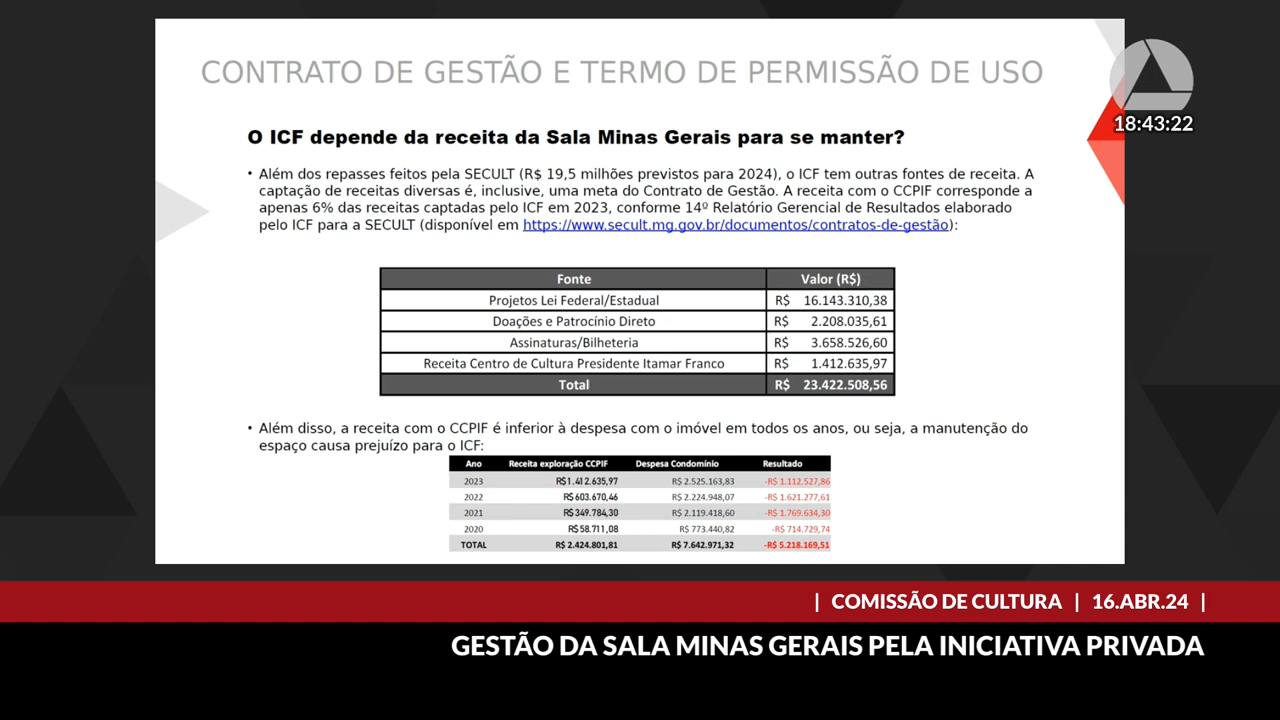 CONTRATO DE GESTÃO E TERMO DE PERMISSÃO DE USO
18:43:22
O ICF depende da receita da Sala Minas Gerais para se manter?
• Além dos repasses feitos pela SECULT (R$ 19,5 milhões previstos para 2024), o ICF tem outras fontes de receita. A
captação de receitas diversas é, inclusive, uma meta do Contrato de Gestão. A receita com o CCPIF corresponde a
apenas 6% das receitas captadas pelo ICF em 2023, conforme 14º Relatório Gerencial de Resultados elaborado
pelo ICF para a SECULT (disponível em https://www.secult.mg.gov.br/documentos/contratos-de-gestão):
Fonte Valor (R$)
Projetos Lei Federal/Estadual R$ 16.143.310,38
Doações e Patrocínio Direto R$ 2.208.035,61
Assinaturas/Bilheteria R$ 3.658.526,60
Receita Centro de Cultura Presidente Itamar Franco R$ 1.412.635,97
Total R$ 23.422.508,56
• Além disso, a receita com o CCPIF é inferior à despesa com o imóvel em todos os anos, ou seja, a manutenção do
espaço causa prejuízo para o ICF:
Ano Receita exploração CCPIF Despesa Condomínio Resultado
2023 R$1.412.635,97 R$ 2.525.163,83 -R$ 1.112.527,86
2022 R$603.670,46 R$ 2.224.948,07 -R$ 1.621.277,61
2021 R$349.784,30 R$ 2.119.418,60 -R$ 1.769.634,30
2020 R$58.711,08 R$ 773.440,82 -R$ 714.729,74
TOTAL R$ 2.424.801,81 R$ 7.642.971,32 -R$ 5.218.169,51
| COMISSÃO DE CULTURA | 16.ABR.24 |
GESTÃO DA SALA MINAS GERAIS PELA INICIATIVA PRIVADA